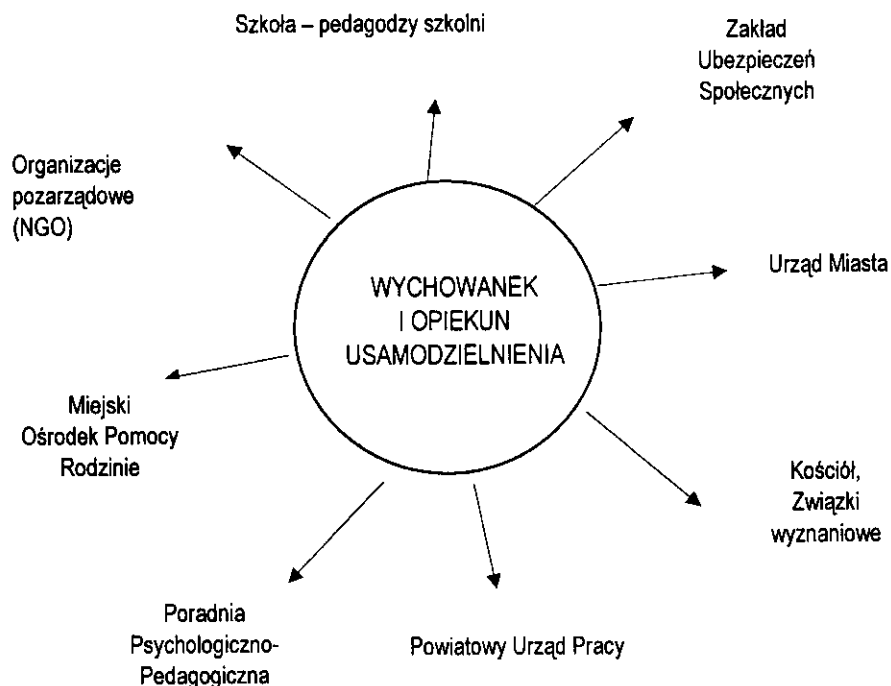 Szkoła – pedagodzy szkolni
Zakład
Ubezpieczeń
Społecznych
Organizacje
pozarządowe
(NGO)
Urząd Miasta
WYCHOWANEK
I OPIEKUN
USAMODZIELNIENIA
Miejski
Ośrodek Pomocy
Rodzinie
Kościół,
Związki
wyznaniowe
Poradnia
Psychologiczno-
Pedagogiczna
Powiatowy Urząd Pracy